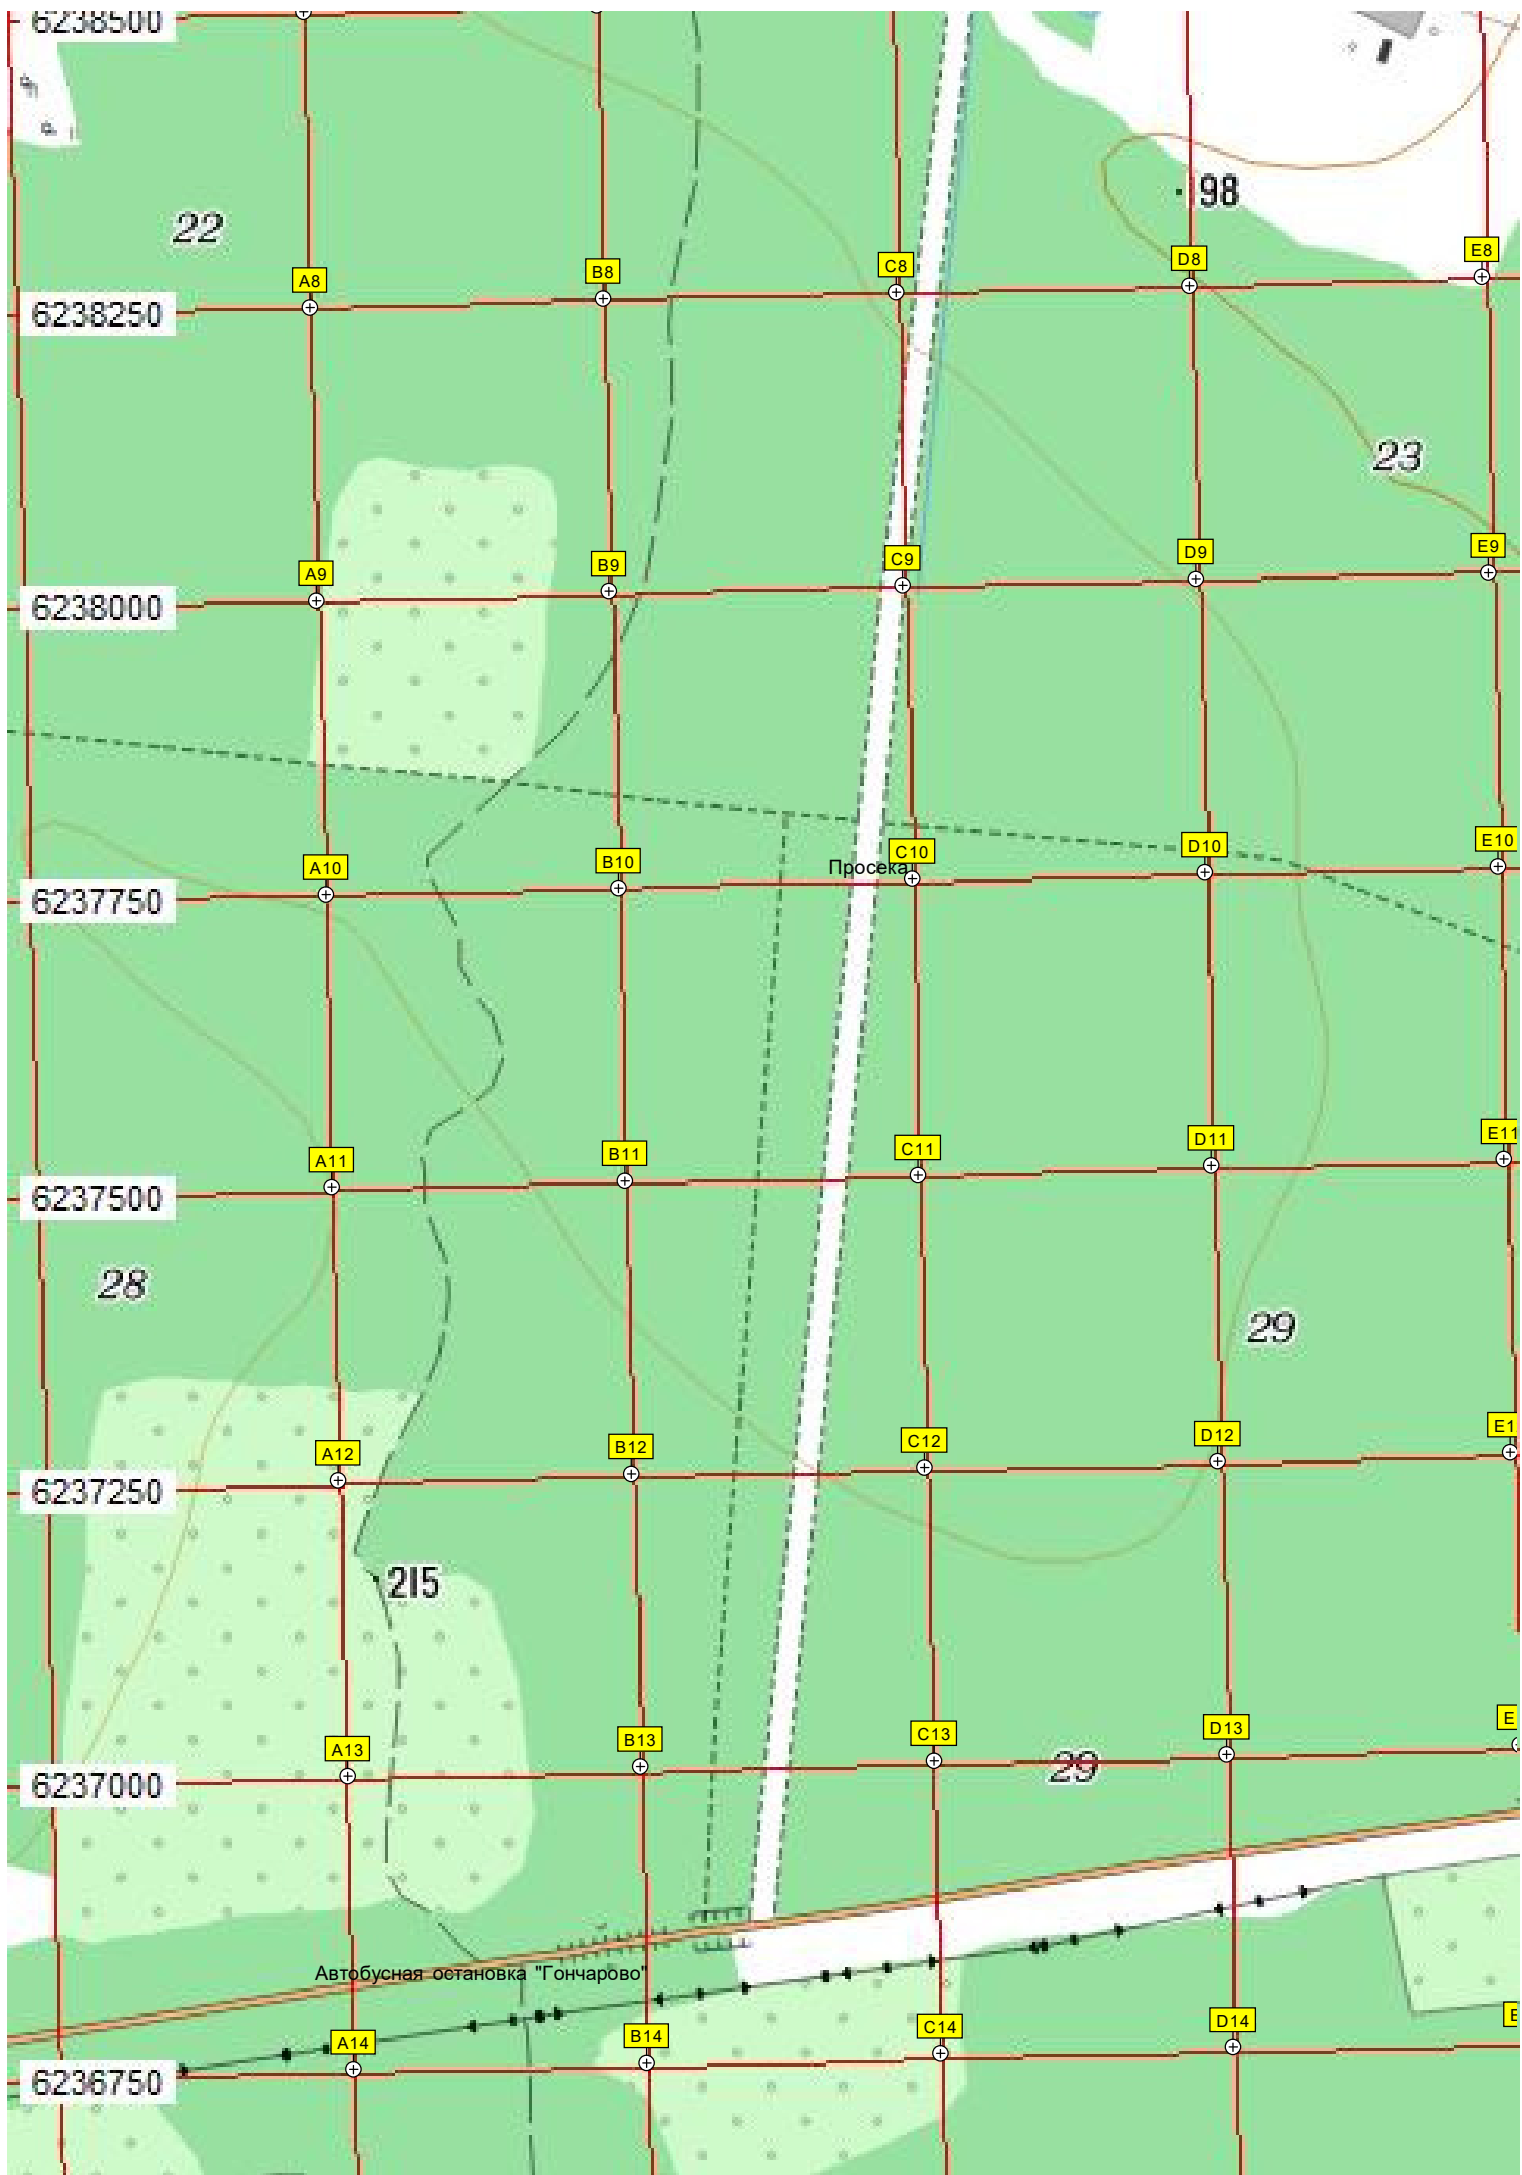 6238500
98
22
A8 B8 C8 D8 E8
6238250
23
A9 B9 C9 D9 E9
6238000
A10 B10 C10 D10 E10
Просека
6237750
A11 B11 C11 D11 E11
6237500
28
29
A12 B12 C12 D12 E1
6237250
215
A13 B13 C13 D13 E
6237000
29
Автобусная остановка "Гончарово"
A14 B14 C14 D14 E
6236750